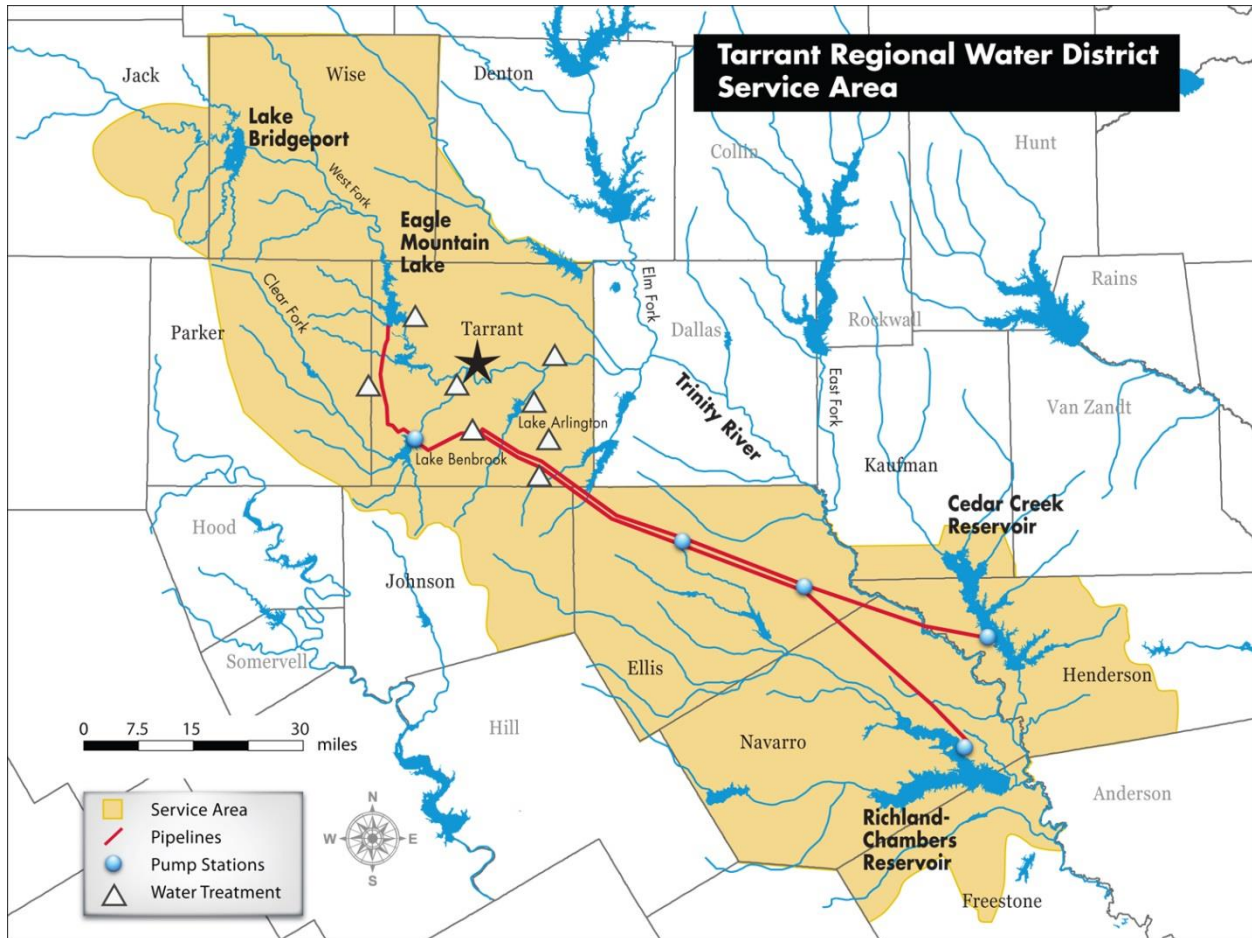 Tarrant Regional Water District
Service Area
Jack
Wise
Denton
Collin
Hunt
Lake
Bridgeport
West Fork
Eagle
Mountain
Lake
Clear Fork
Elm Fork
Parker
Tarrant
Dallas
Rockwall
Rains
East Fork
Trinity River
Van Zandt
Lake Arlington
Lake Benbrook
Kaufman
Cedar Creek
Reservoir
Hood
Johnson
Somervell
Ellis
Henderson
Hill
Navarro
Anderson
Richland-
Chambers
Reservoir
Freestone
0 7.5 15 30 miles
Service Area
Pipelines
Pump Stations
Water Treatment
N
W E
S